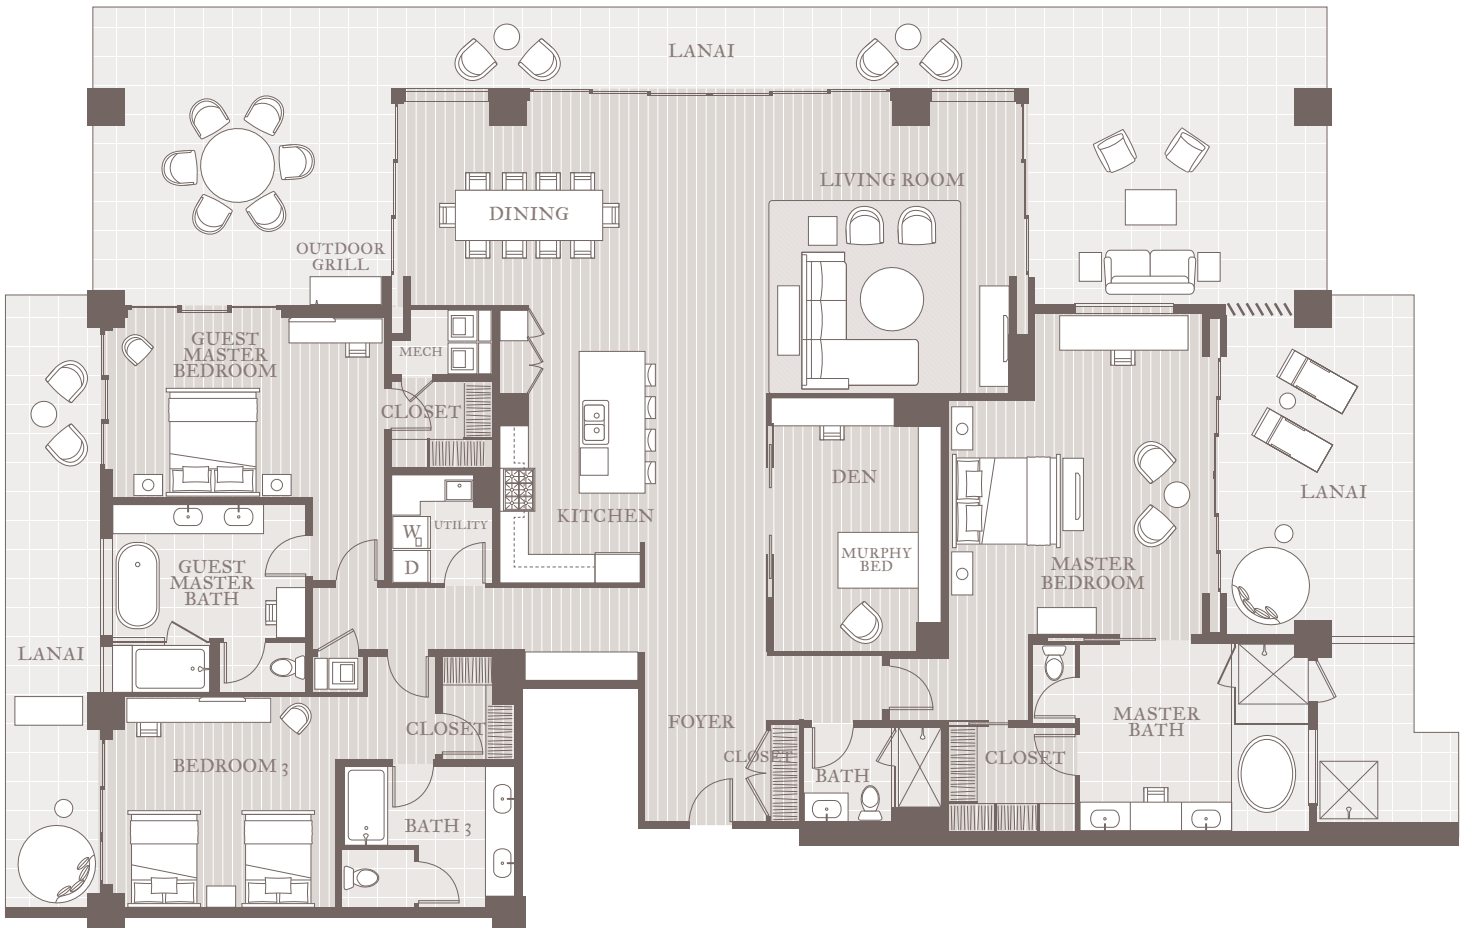 LANAI
LIVING ROOM
DINING
OUTDOOR
GRILL
GUEST
MASTER
BEDROOM
MECH
CLOSET
DEN
LANAI
KITCHEN
UTILITY
W
D
MURPHY
BED
MASTER
BEDROOM
GUEST
MASTER
BATH
LANAI
CLOSET
FOYER
MASTER
BATH
BEDROOM 3
CLOSET
BATH
CLOSET
BATH 3